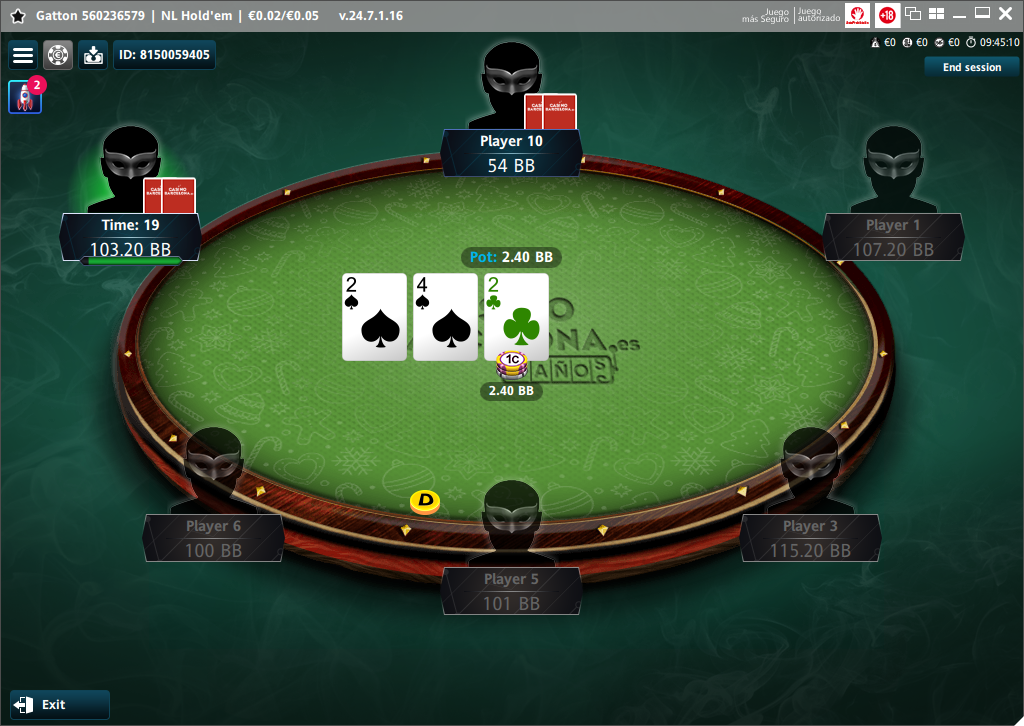 Gatton 560236579 | NL Hold'em | €0.02/€0.05 v.24.7.1.16
Juego más Seguro
Juego autorizado
+18
ID: 8150059405
€0 €0 €0 09:45:10
End session
2
Player 10
54 BB
Time: 19
103.20 BB
Player 1
107.20 BB
Pot: 2.40 BB
2 4 2
.es
AÑOS
1C
2.40 BB
D
Player 6
100 BB
Player 5
101 BB
Player 3
115.20 BB
Exit